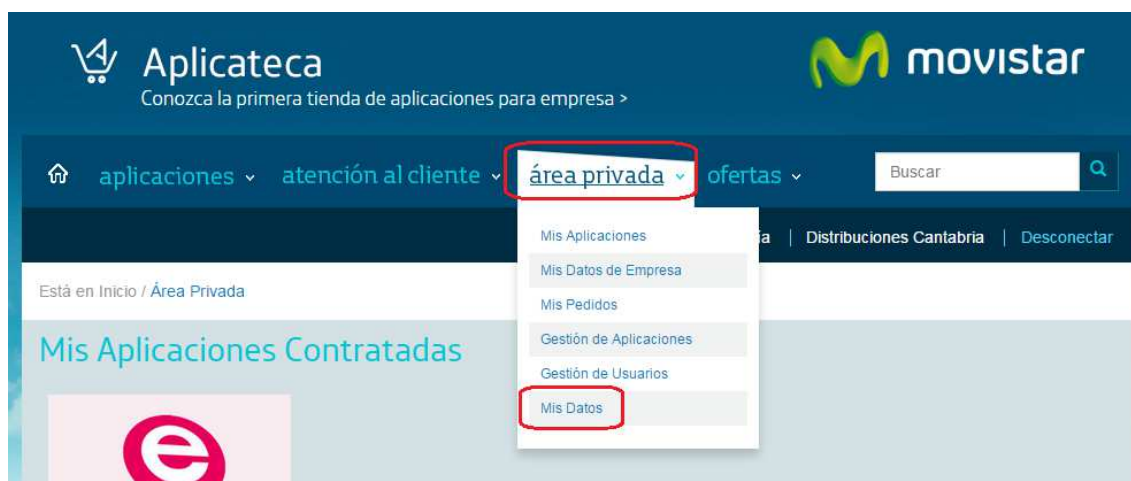 Aplicateca
Conozca la primera tienda de aplicaciones para empresa >
movistar
aplicaciones
atención al cliente
área privada
ofertas
Buscar
Mis Aplicaciones
Mis Datos de Empresa
Mis Pedidos
Gestión de Aplicaciones
Gestión de Usuarios
Mis Datos
ía | Distribuciones Cantabria | Desconectar
Está en Inicio / Área Privada
Mis Aplicaciones Contratadas
e